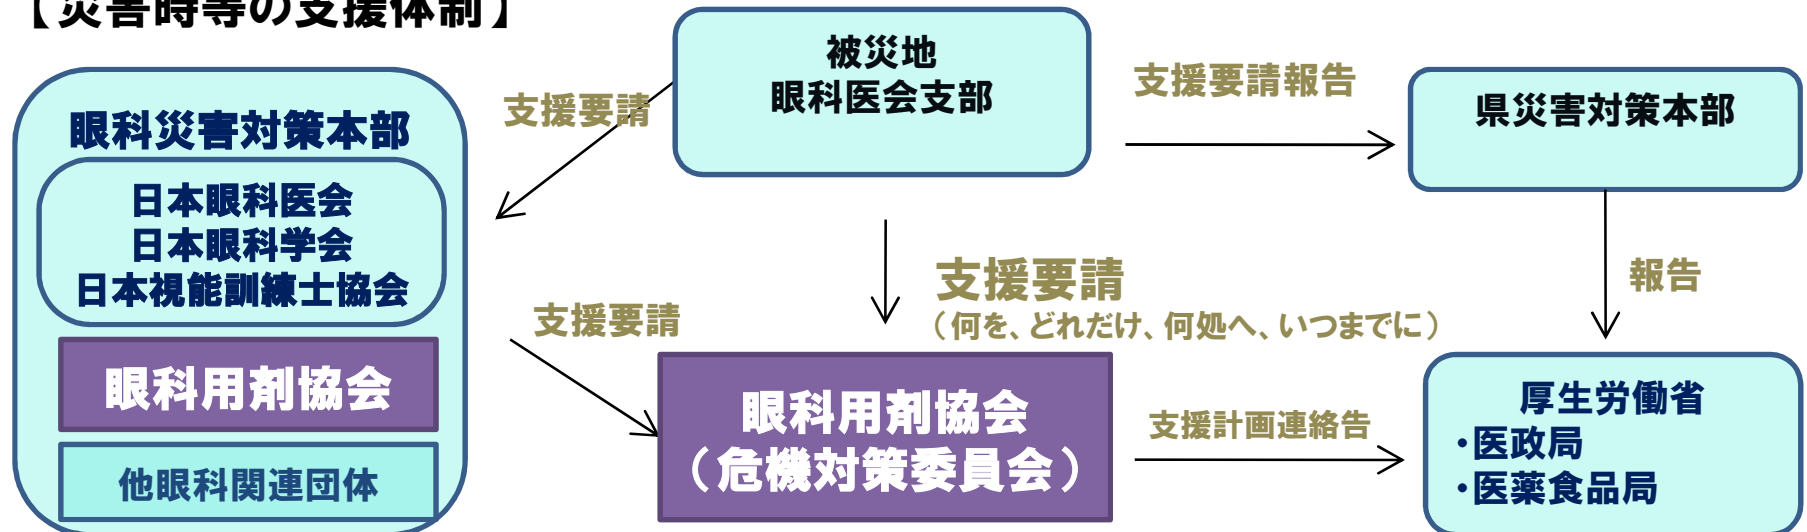 【災害時等の支援体制】
被災地
眼科医会支部
支援要請
支援要請報告
県災害対策本部
眼科災害対策本部
日本眼科医会
日本眼科学会
日本視能訓練士協会
眼科用剤協会
他眼科関連団体
支援要請
支援要請
（何を、どれだけ、何処へ、いつまでに）
報告
眼科用剤協会
（危機対策委員会）
支援計画連絡告
厚生労働省
・医政局
・医薬食品局